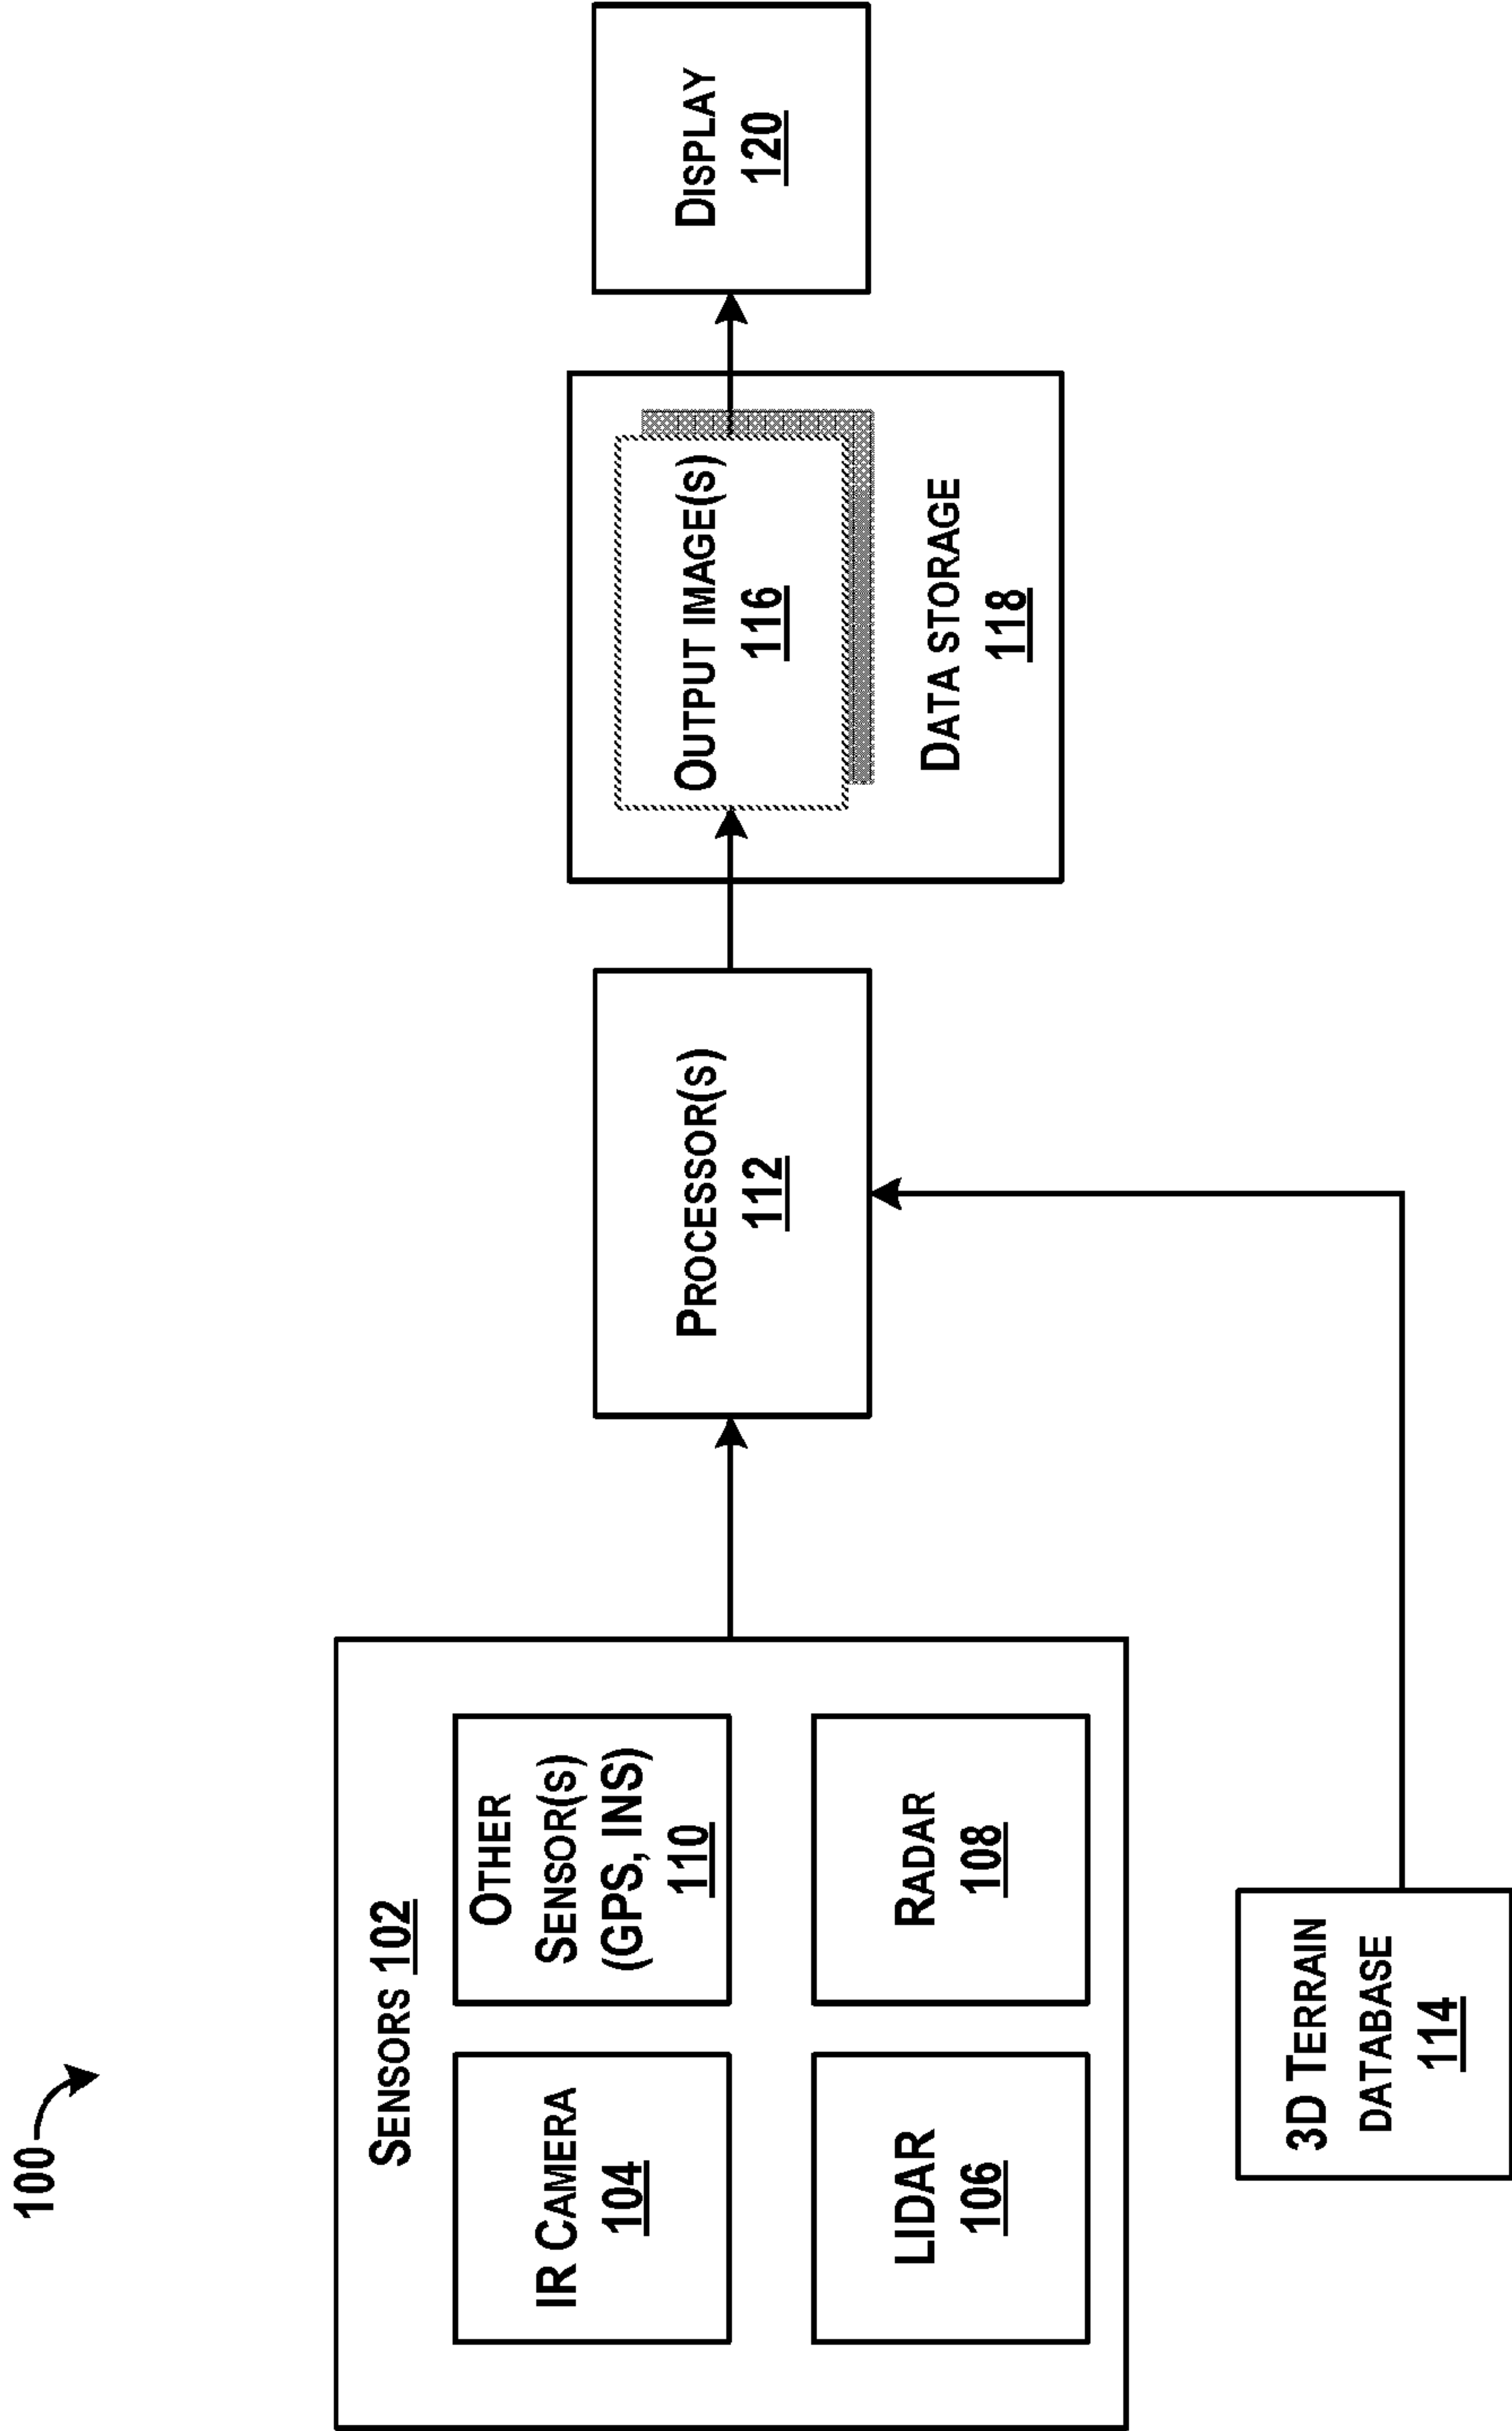 100
SENSORS 102
IR CAMERA
104
OTHER
SENSOR(S)
(GPS, INS)
110
LIDAR
106
RADAR
108
3D TERRAIN
DATABASE
114
PROCESSOR(S)
112
OUTPUT IMAGE(S)
116
DATA STORAGE
118
DISPLAY
120